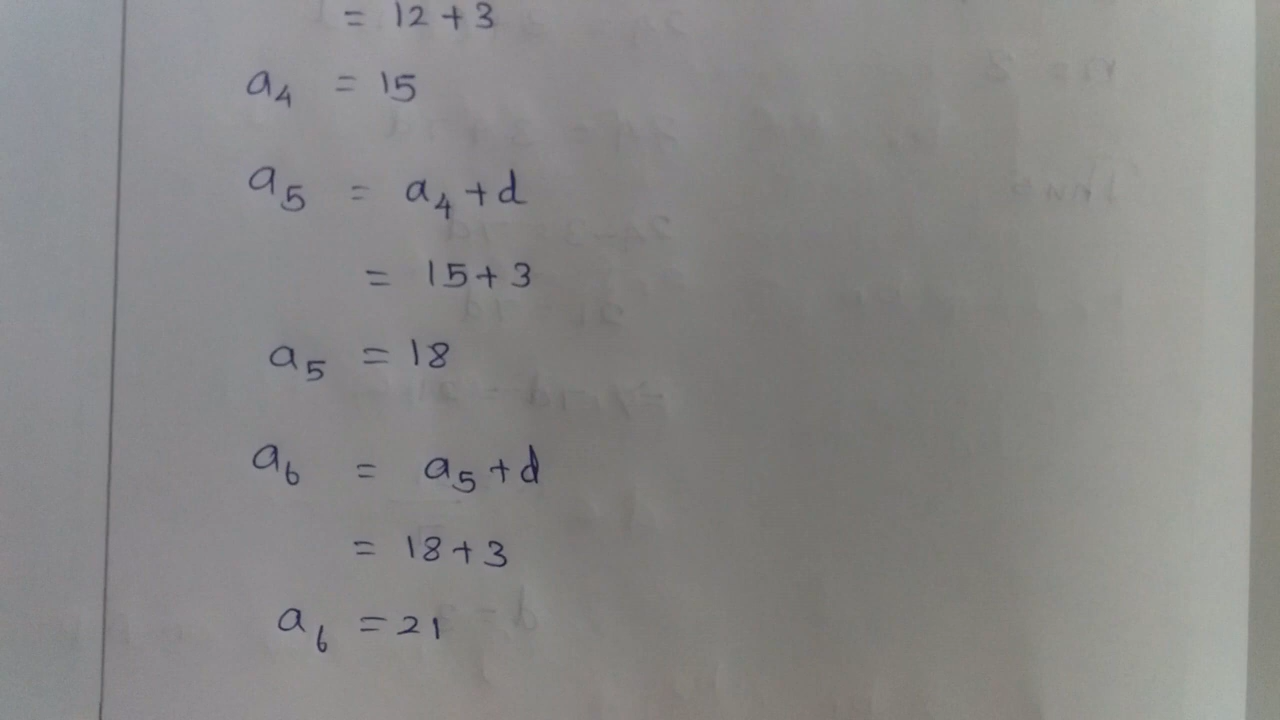 = 12 + 3
a₄ = 15
a₅ = a₄ + d
= 15 + 3
a₅ = 18
a₆ = a₅ + d
= 18 + 3
a₆ = 21